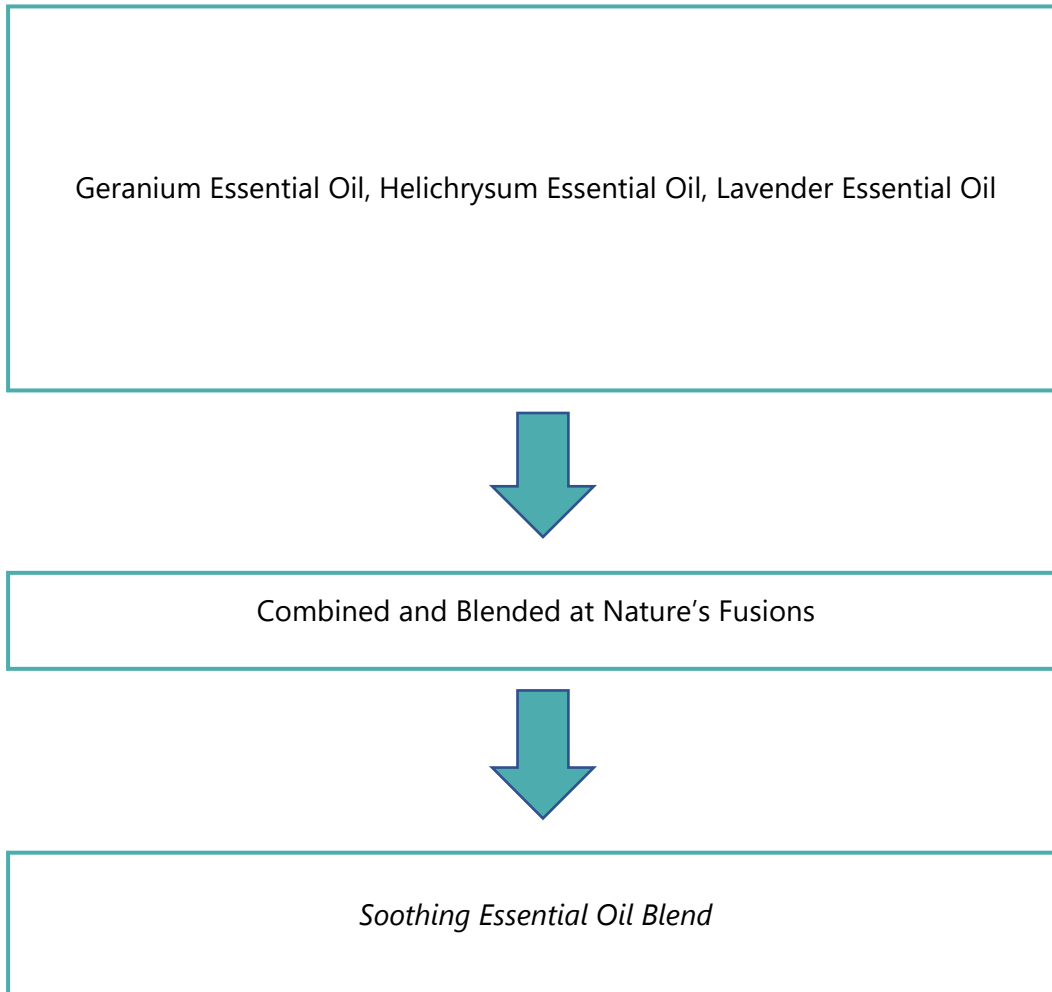 Geranium Essential Oil, Helichrysum Essential Oil, Lavender Essential Oil
Combined and Blended at Nature’s Fusions
Soothing Essential Oil Blend